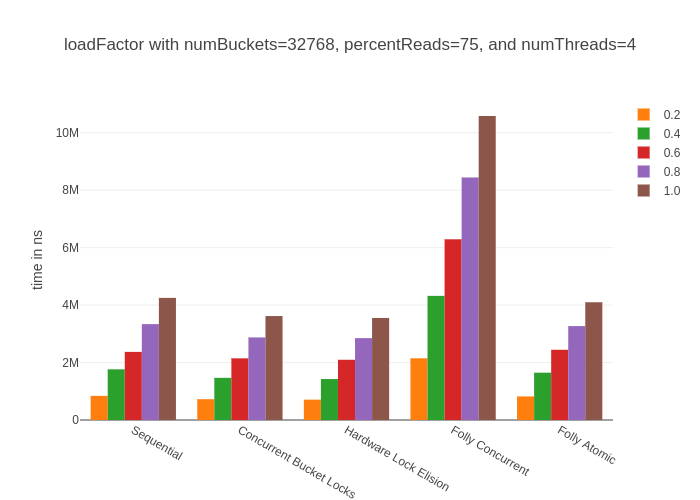 loadFactor with numBuckets=32768, percentReads=75, and numThreads=4
0.2
0.4
0.6
0.8
1.0
time in ns
10M
8M
6M
4M
2M
0
Sequential
Concurrent Bucket Locks
Hardware Lock Elision
Folly Concurrent
Folly Atomic